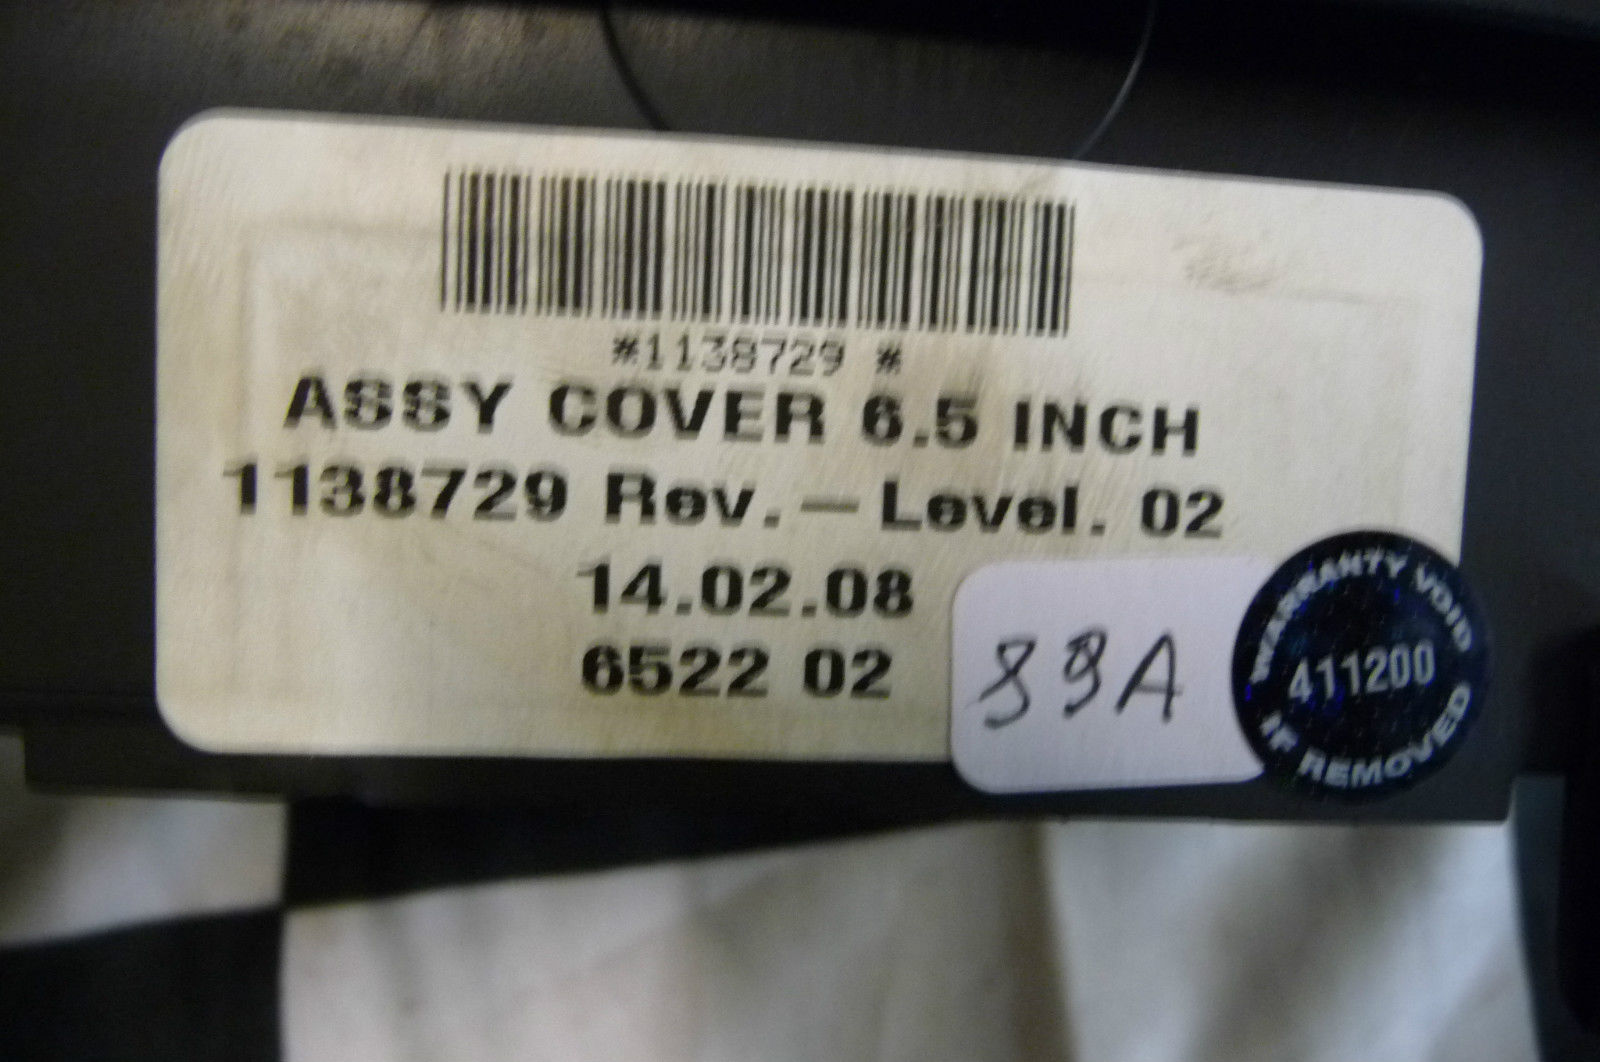 *1138729 *
ASSY COVER 6.5 INCH
1138729 Rev. — Level. 02
14.02.08
6522 02
99A
WARRANTY VOID
411200
IF REMOVED